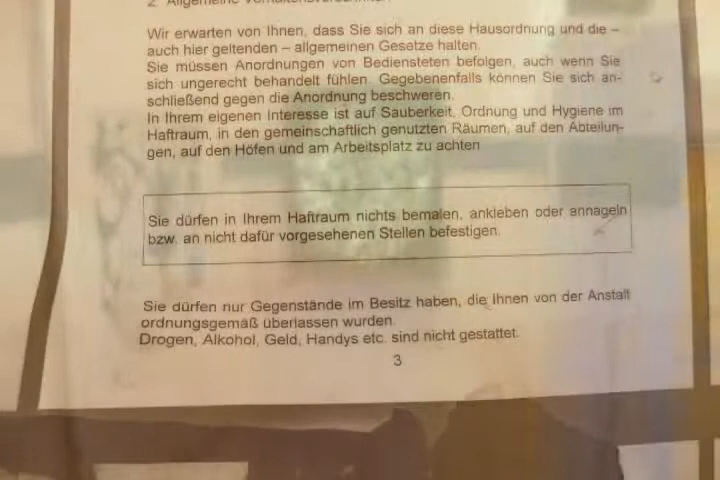 2. Allgemeine Verhaltensvorschriften
Wir erwarten von Ihnen, dass Sie sich an diese Hausordnung und die –
auch hier geltenden – allgemeinen Gesetze halten.
Sie müssen Anordnungen von Bediensteten befolgen, auch wenn Sie
sich ungerecht behandelt fühlen. Gegebenenfalls können Sie sich an-
schließend gegen die Anordnung beschweren.
In Ihrem eigenen Interesse ist auf Sauberkeit, Ordnung und Hygiene im
Haftraum, in den gemeinschaftlich genutzten Räumen, auf den Abteilun-
gen, auf den Höfen und am Arbeitsplatz zu achten
Sie dürfen in Ihrem Haftraum nichts bemalen, ankleben oder annageln
bzw. an nicht dafür vorgesehenen Stellen befestigen.
Sie dürfen nur Gegenstände im Besitz haben, die Ihnen von der Anstalt
ordnungsgemäß überlassen wurden.
Drogen, Alkohol, Geld, Handys etc. sind nicht gestattet.
3